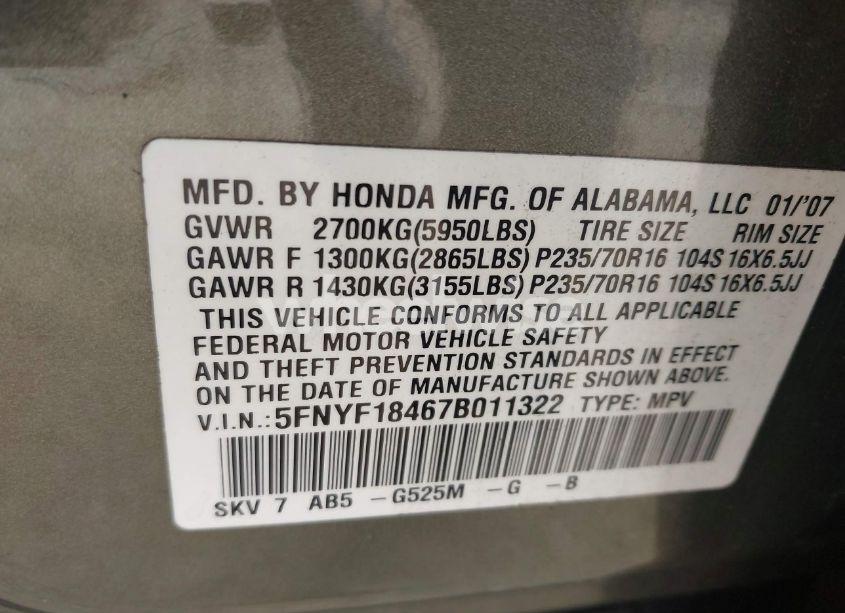 MFD. BY HONDA MFG. OF ALABAMA, LLC 01/'07
GVWR 2700KG(5950LBS) TIRE SIZE RIM SIZE
GAWR F 1300KG(2865LBS) P235/70R16 104S 16X6.5JJ
GAWR R 1430KG(3155LBS) P235/70R16 104S 16X6.5JJ
THIS VEHICLE CONFORMS TO ALL APPLICABLE
FEDERAL MOTOR VEHICLE SAFETY
AND THEFT PREVENTION STANDARDS IN EFFECT
ON THE DATE OF MANUFACTURE SHOWN ABOVE.
V.I.N.:5FNYF18467B011322 TYPE: MPV
SKV 7 AB5 -G525M -G -B